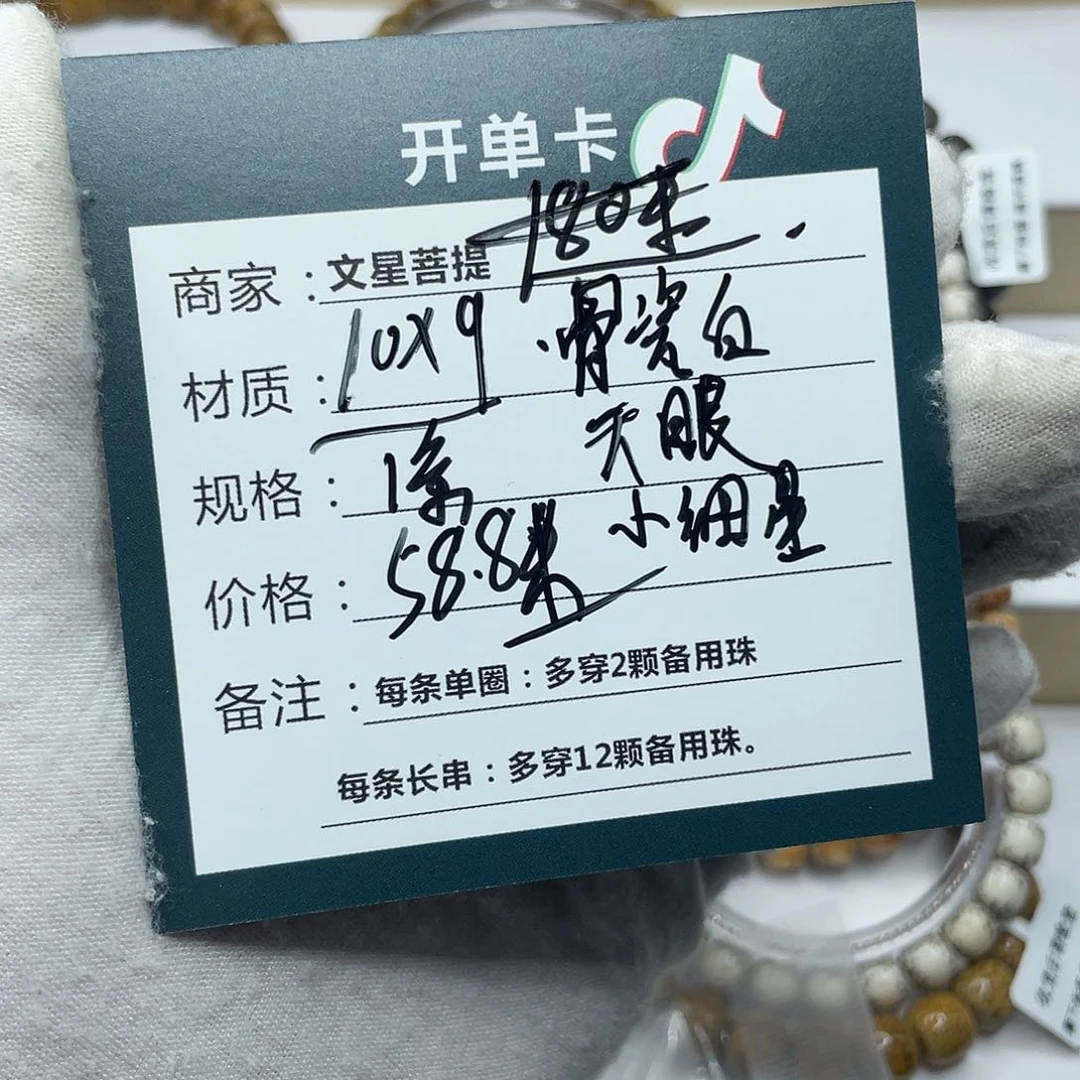 开单卡
180米
商家：文星菩提
材质：10X9 骨瓷白
天眼
规格：1条
小细星
价格：58.8米
备注：每条单圈：多穿2颗备用珠
每条长串：多穿12颗备用珠。